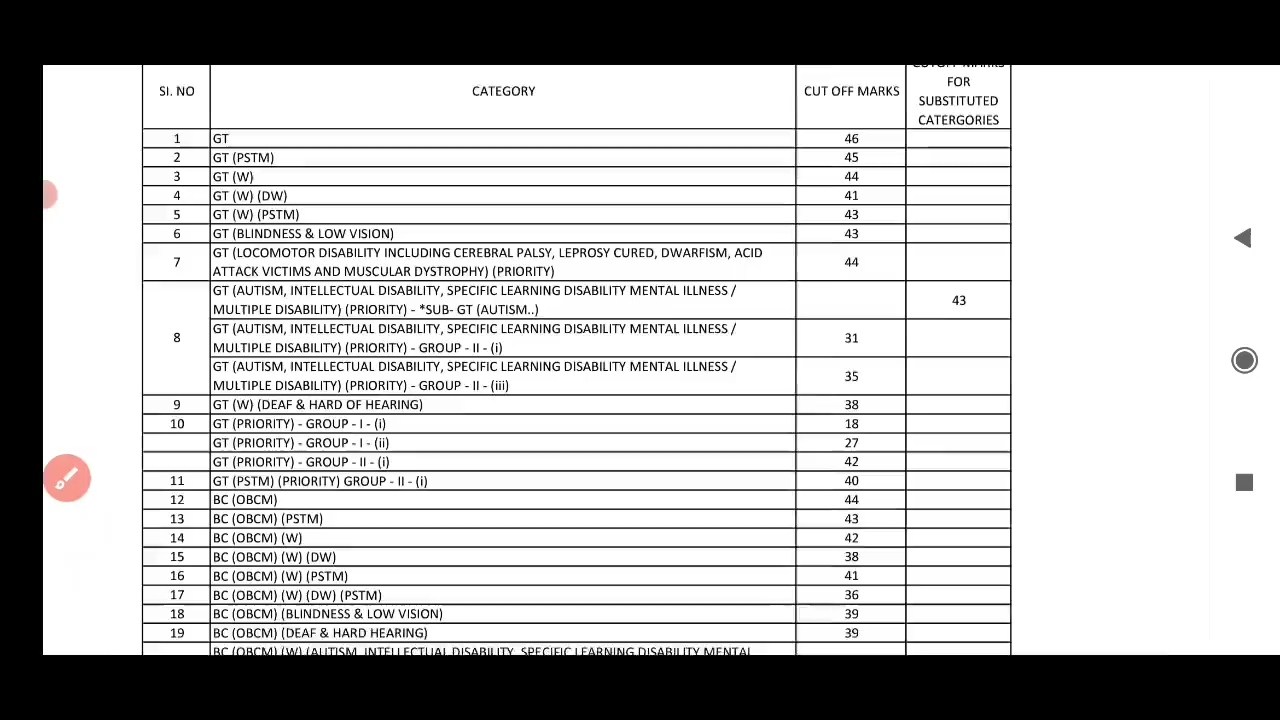 SI. NO CATEGORY CUT OFF MARKS CUTOFF MARKS
FOR
SUBSTITUTED
CATERGORIES
1 GT 46
2 GT (PSTM) 45
3 GT (W) 44
4 GT (W) (DW) 41
5 GT (W) (PSTM) 43
6 GT (BLINDNESS & LOW VISION) 43
7 GT (LOCOMOTOR DISABILITY INCLUDING CEREBRAL PALSY, LEPROSY CURED, DWARFISM, ACID
ATTACK VICTIMS AND MUSCULAR DYSTROPHY) (PRIORITY) 44
8 GT (AUTISM, INTELLECTUAL DISABILITY, SPECIFIC LEARNING DISABILITY MENTAL ILLNESS /
MULTIPLE DISABILITY) (PRIORITY) - *SUB- GT (AUTISM..) 43
GT (AUTISM, INTELLECTUAL DISABILITY, SPECIFIC LEARNING DISABILITY MENTAL ILLNESS /
MULTIPLE DISABILITY) (PRIORITY) - GROUP - II - (i) 31
GT (AUTISM, INTELLECTUAL DISABILITY, SPECIFIC LEARNING DISABILITY MENTAL ILLNESS /
MULTIPLE DISABILITY) (PRIORITY) - GROUP - II - (iii) 35
9 GT (W) (DEAF & HARD OF HEARING) 38
10 GT (PRIORITY) - GROUP - I - (i) 18
GT (PRIORITY) - GROUP - I - (ii) 27
GT (PRIORITY) - GROUP - II - (i) 42
11 GT (PSTM) (PRIORITY) GROUP - II - (i) 40
12 BC (OBCM) 44
13 BC (OBCM) (PSTM) 43
14 BC (OBCM) (W) 42
15 BC (OBCM) (W) (DW) 38
16 BC (OBCM) (W) (PSTM) 41
17 BC (OBCM) (W) (DW) (PSTM) 36
18 BC (OBCM) (BLINDNESS & LOW VISION) 39
19 BC (OBCM) (DEAF & HARD HEARING) 39
BC (OBCM) (W) (AUTISM, INTELLECTUAL DISABILITY, SPECIFIC LEARNING DISABILITY MENTAL